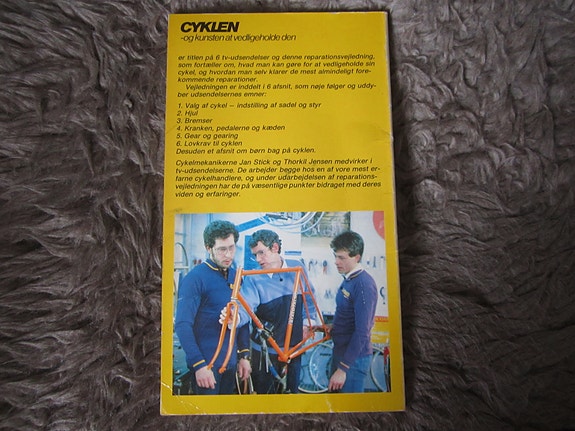 CYKLEN
-og kunsten at vedligeholde den
er titlen på 6 tv-udsendelser og denne reparationsvejledning,
som fortæller om, hvad man kan gøre for at vedligeholde sin
cykel, og hvordan man selv klarer de mest almindeligt fore-
kommende reparationer.
Vejledningen er inddelt i 6 afsnit, som nøje følger og uddy-
ber udsendelsernes emner:
1. Valg af cykel – indstilling af sadel og styr
2. Hjul
3. Bremser
4. Kranken, pedalerne og kæden
5. Gear og gearing
6. Lovkrav til cyklen
Desuden et afsnit om børn bag på cyklen.
Cykelmekanikerne Jan Stick og Thorkil Jensen medvirker i
tv-udsendelserne. De arbejder begge hos en af vore mest er-
farne cykelhandlere, og under udarbejdelsen af reparations-
vejledningen har de på væsentlige punkter bidraget med deres
viden og erfaringer.